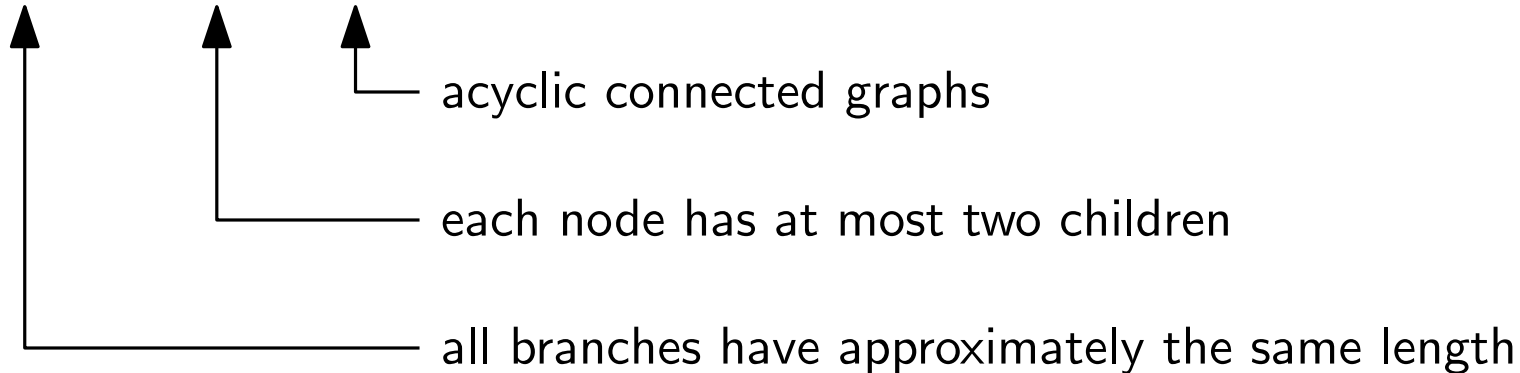 acyclic connected graphs
each node has at most two children
all branches have approximately the same length